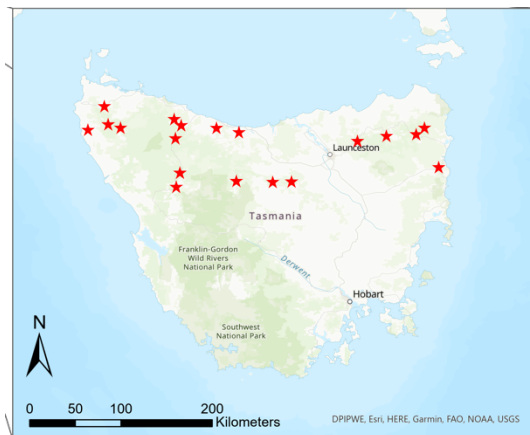 Launceston
Tasmania
Franklin-Gordon
Wild Rivers
National Park
Derwent
Hobart
Southwest
National Park
N
0 50 100 200
Kilometers
DPIPWE, Esri, HERE, Garmin, FAO, NOAA, USGS